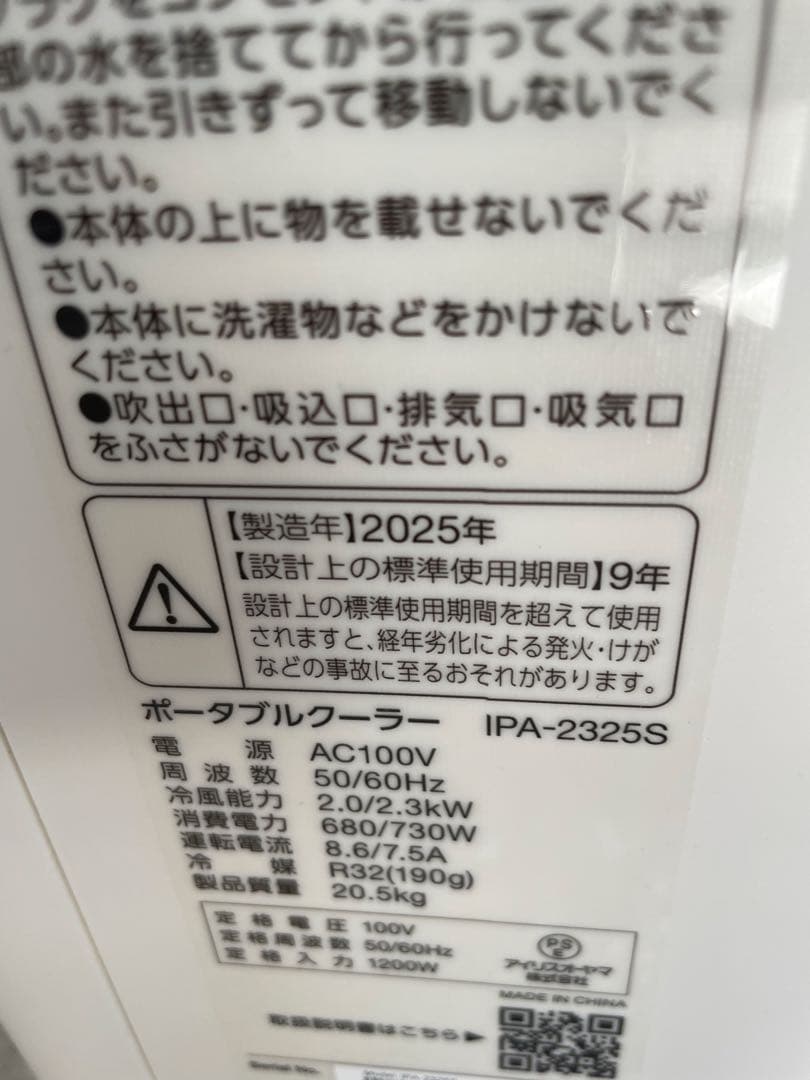 部の水を捨ててから行ってくださ
い。また引きずって移動しないでく
ださい。
●本体の上に物を載せないでくだ
さい。
●本体に洗濯物などをかけないで
ください。
●吹出口・吸込口・排気口・吸気口
をふさがないでください。
【製造年】2025年
【設計上の標準使用期間】9年
設計上の標準使用期間を超えて使用
されますと、経年劣化による発火・けが
などの事故に至るおそれがあります。
ポータブルクーラー IPA-2325S
電源 AC100V
周波数 50/60Hz
冷風能力 2.0/2.3kW
消費電力 680/730W
運転電流 8.6/7.5A
冷媒 R32(190g)
製品質量 20.5kg
定格電圧 100V
定格周波数 50/60Hz
定格入力 1200W
PS
E
アイリスオーヤマ
株式会社
MADE IN CHINA
取扱説明書はこちら▶
Serial No.